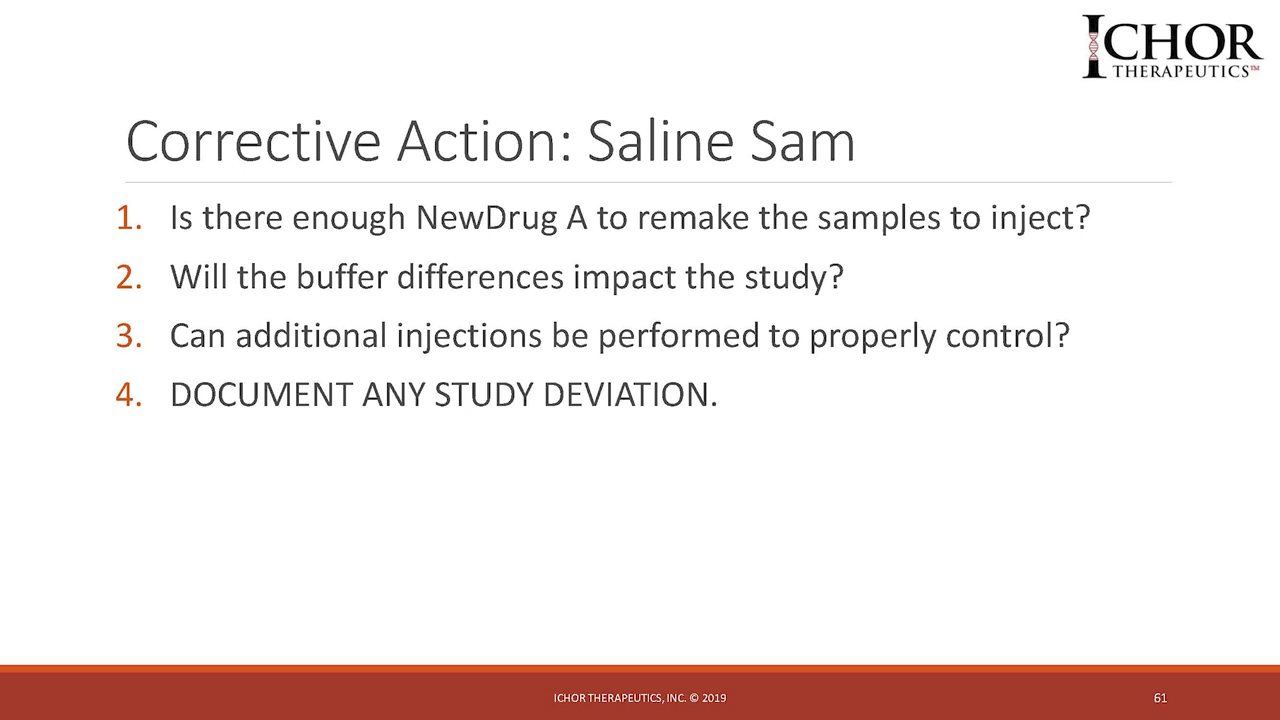 ICHOR
THERAPEUTICS™
Corrective Action: Saline Sam
1. Is there enough NewDrug A to remake the samples to inject?
2. Will the buffer differences impact the study?
3. Can additional injections be performed to properly control?
4. DOCUMENT ANY STUDY DEVIATION.
ICHOR THERAPEUTICS, INC. © 2019
61